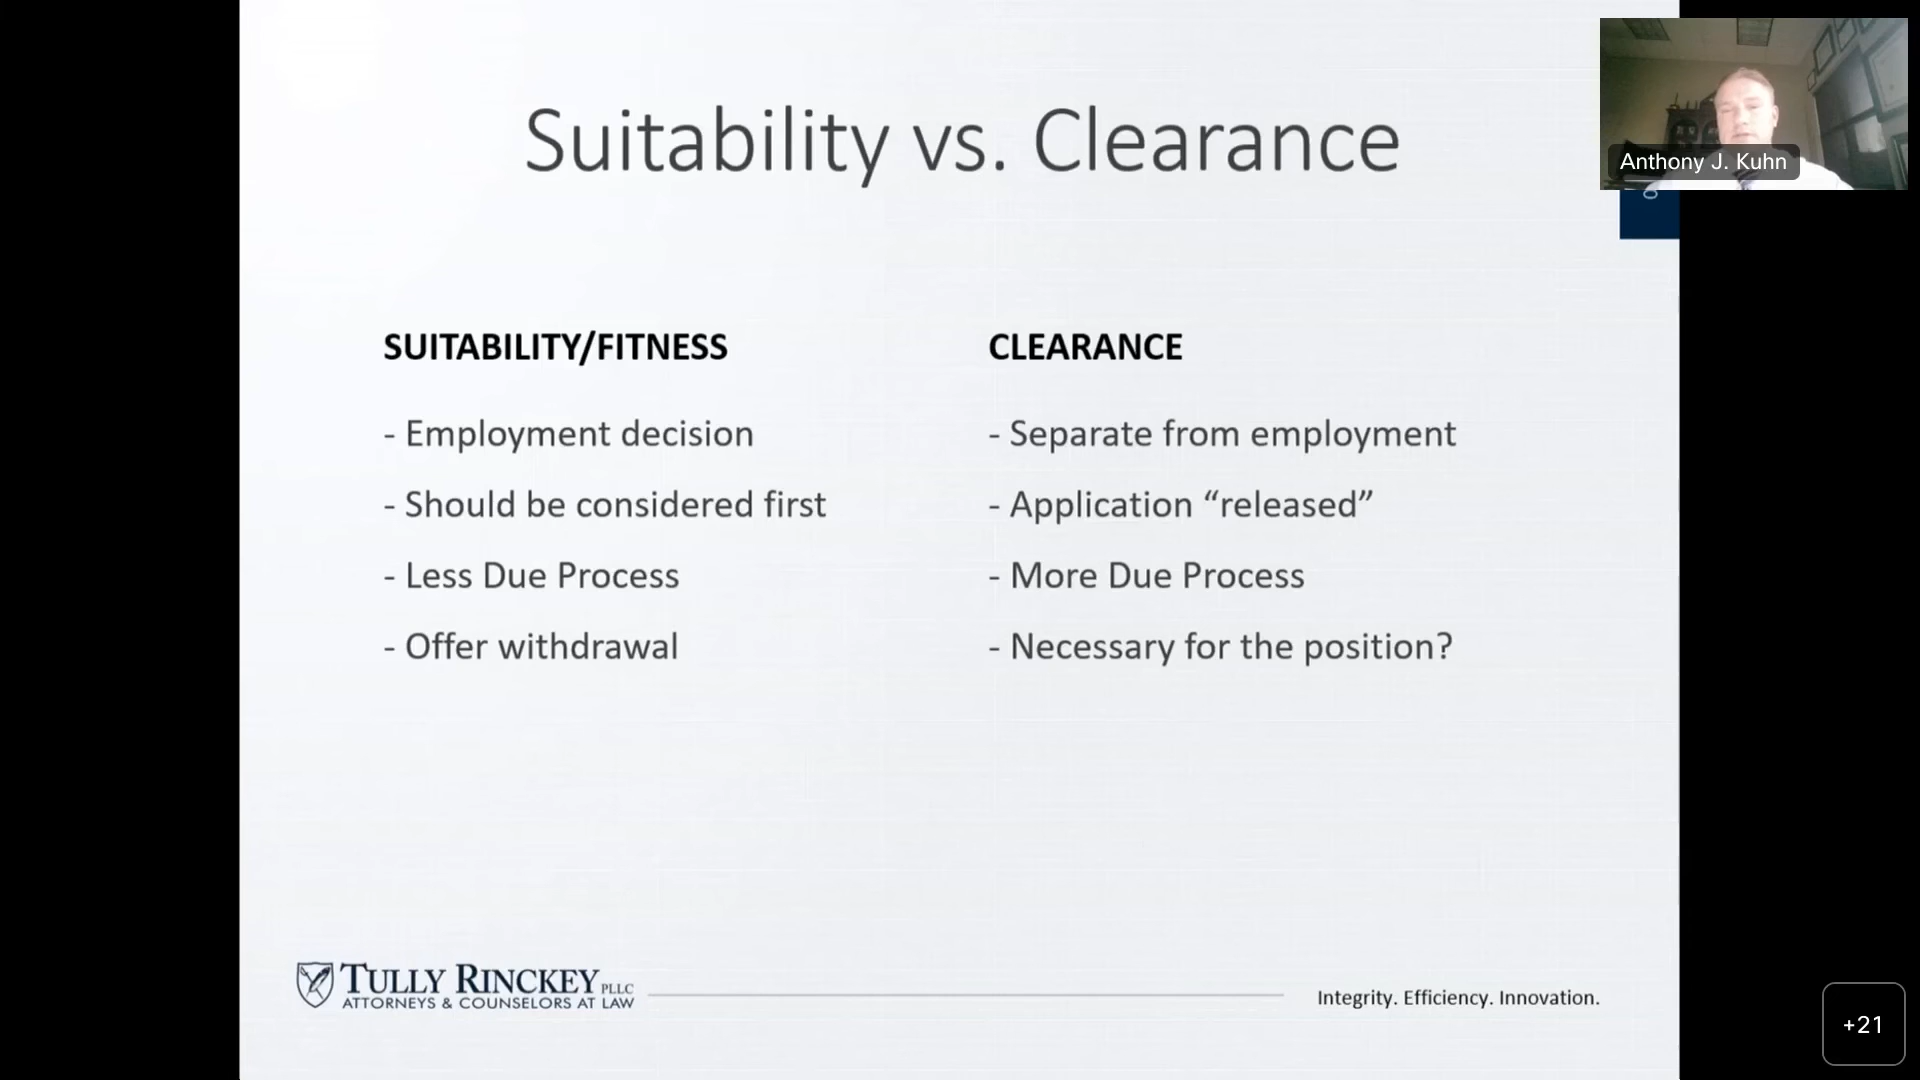 Suitability vs. Clearance
Anthony J. Kuhn
SUITABILITY/FITNESS
- Employment decision
- Should be considered first
- Less Due Process
- Offer withdrawal
CLEARANCE
- Separate from employment
- Application “released”
- More Due Process
- Necessary for the position?
TULLY RINCKEY PLLC
ATTORNEYS & COUNSELORS AT LAW
Integrity. Efficiency. Innovation.
+21